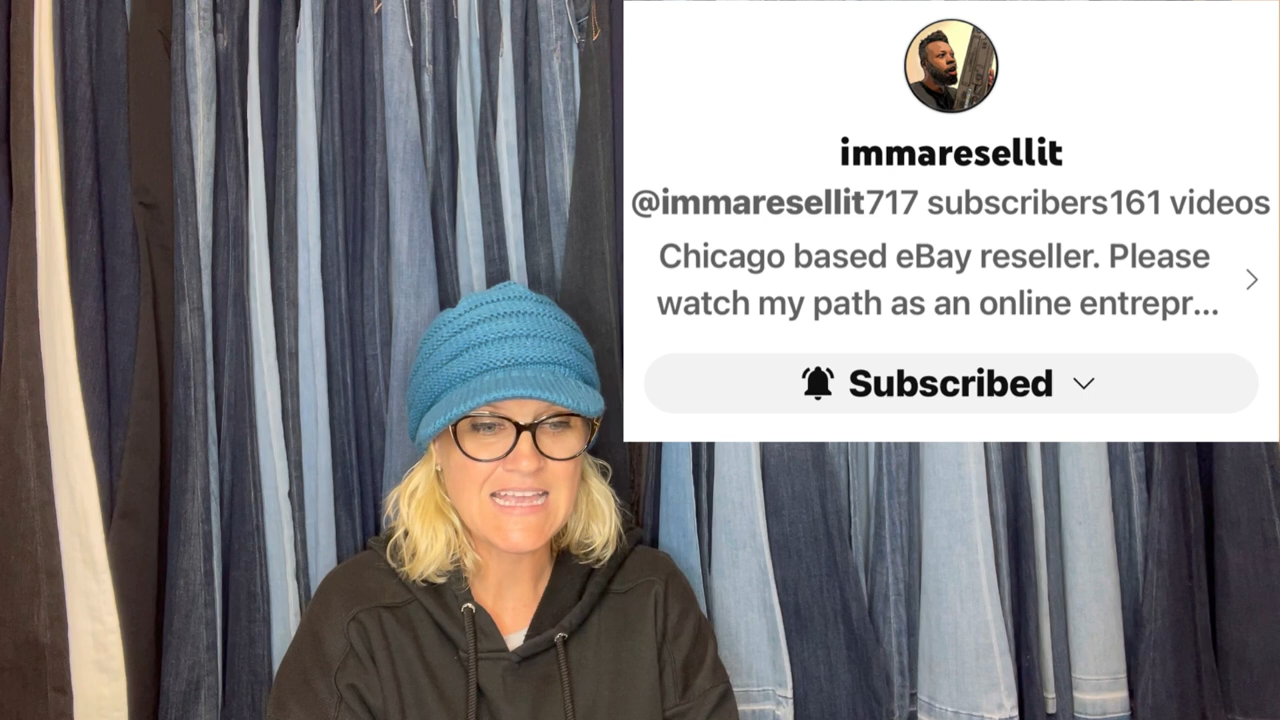 immaresellit
@immaresellit717 subscribers161 videos
Chicago based eBay reseller. Please
watch my path as an online entrepr...
Subscribed